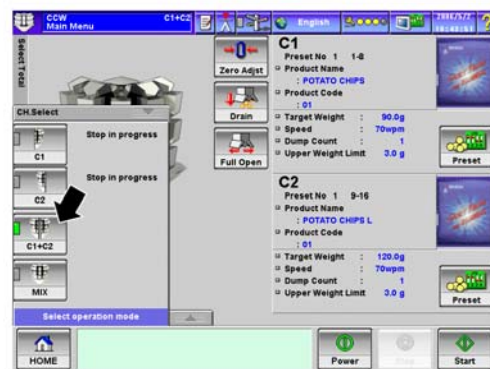 CCW
Main Menu
C1+C2
English
2006/5/2
Select Total
Zero Adjst
Drain
Full Open
CH.Select
Stop in progress
C1
Stop in progress
C2
C1+C2
MIX
Select operation mode
C1
Preset No 1 1-8
Product Name
: POTATO CHIPS
Product Code
: 01
Target Weight : 90.0g
Speed : 70wpm
Dump Count : 1
Upper Weight Limit 3.0 g
Preset
C2
Preset No 1 9-16
Product Name
: POTATO CHIPS L
Product Code
: 01
Target Weight : 120.0g
Speed : 70wpm
Dump Count : 1
Upper Weight Limit 3.0 g
Preset
HOME
Power
Stop
Start